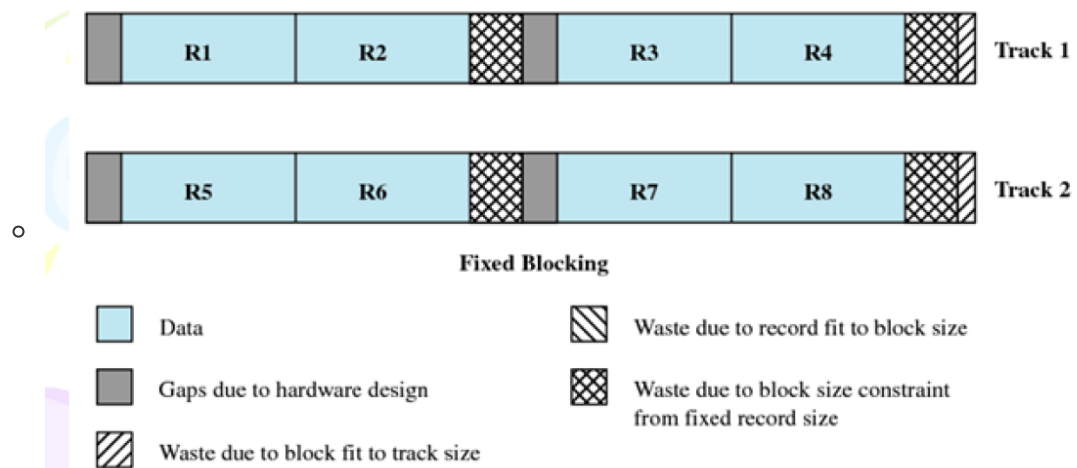 R1 R2 R3 R4 Track 1
R5 R6 R7 R8 Track 2
Fixed Blocking
Data
Waste due to record fit to block size
Gaps due to hardware design
Waste due to block size constraint
from fixed record size
Waste due to block fit to track size